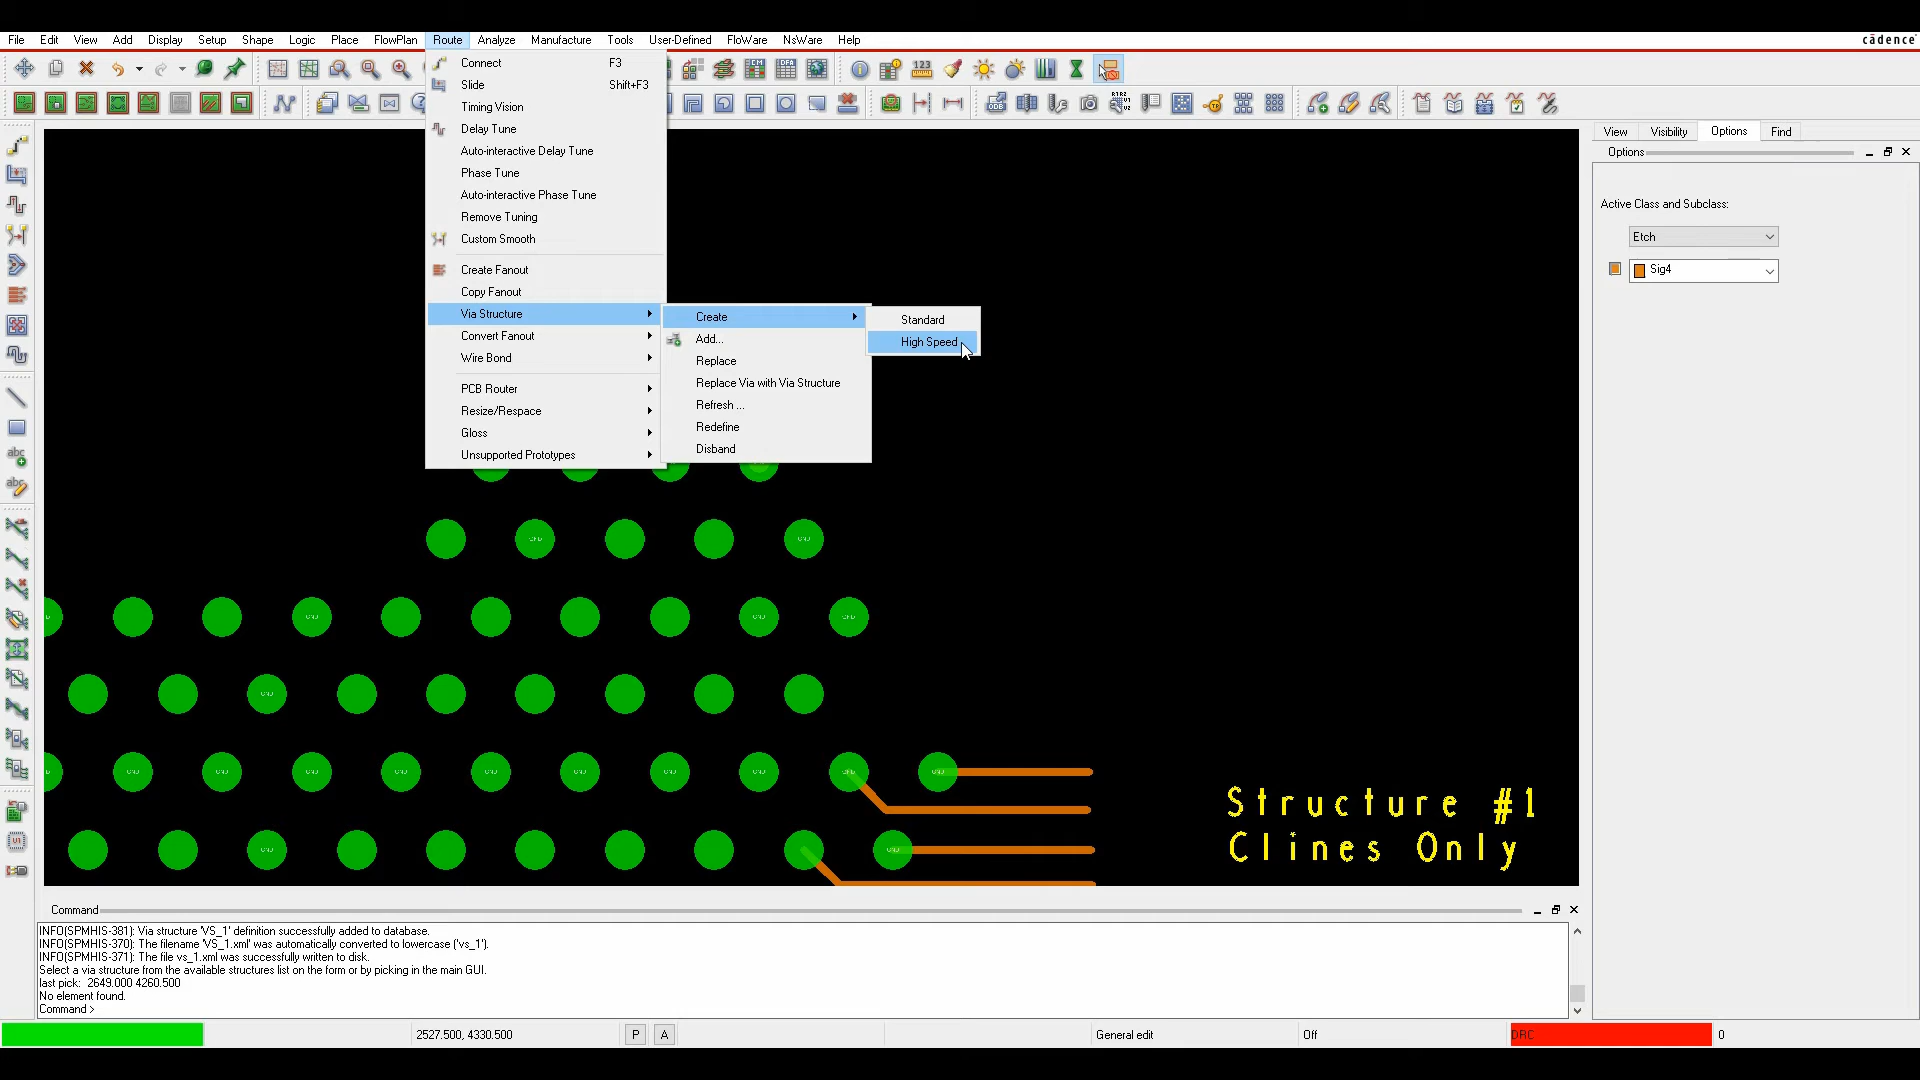 File Edit View Add Display Setup Shape Logic Place FlowPlan Route Analyze Manufacture Tools User-Defined FloWare NsWare Help
cādence
Connect F3
Slide Shift+F3
Timing Vision
Delay Tune
Auto-interactive Delay Tune
Phase Tune
Auto-interactive Phase Tune
Remove Tuning
Custom Smooth
Create Fanout
Copy Fanout
Via Structure
Convert Fanout
Wire Bond
PCB Router
Resize/Respace
Gloss
Unsupported Prototypes
Create
Add...
Replace
Replace Via with Via Structure
Refresh ...
Redefine
Disband
Standard
High Speed
View Visibility Options Find
Options
Active Class and Subclass:
Etch
Sig4
Structure #1
Clines Only
Command
INFO(SPMHIS-381): Via structure 'VS_1' definition successfully added to database.
INFO(SPMHIS-370): The filename 'VS_1.xml' was automatically converted to lowercase ('vs_1').
INFO(SPMHIS-371): The file vs_1.xml was successfully written to disk.
Select a via structure from the available structures list on the form or by picking in the main GUI.
last pick: 2649.000 4260.500
No element found.
Command >
2527.500, 4330.500 P A General edit Off DRC 0